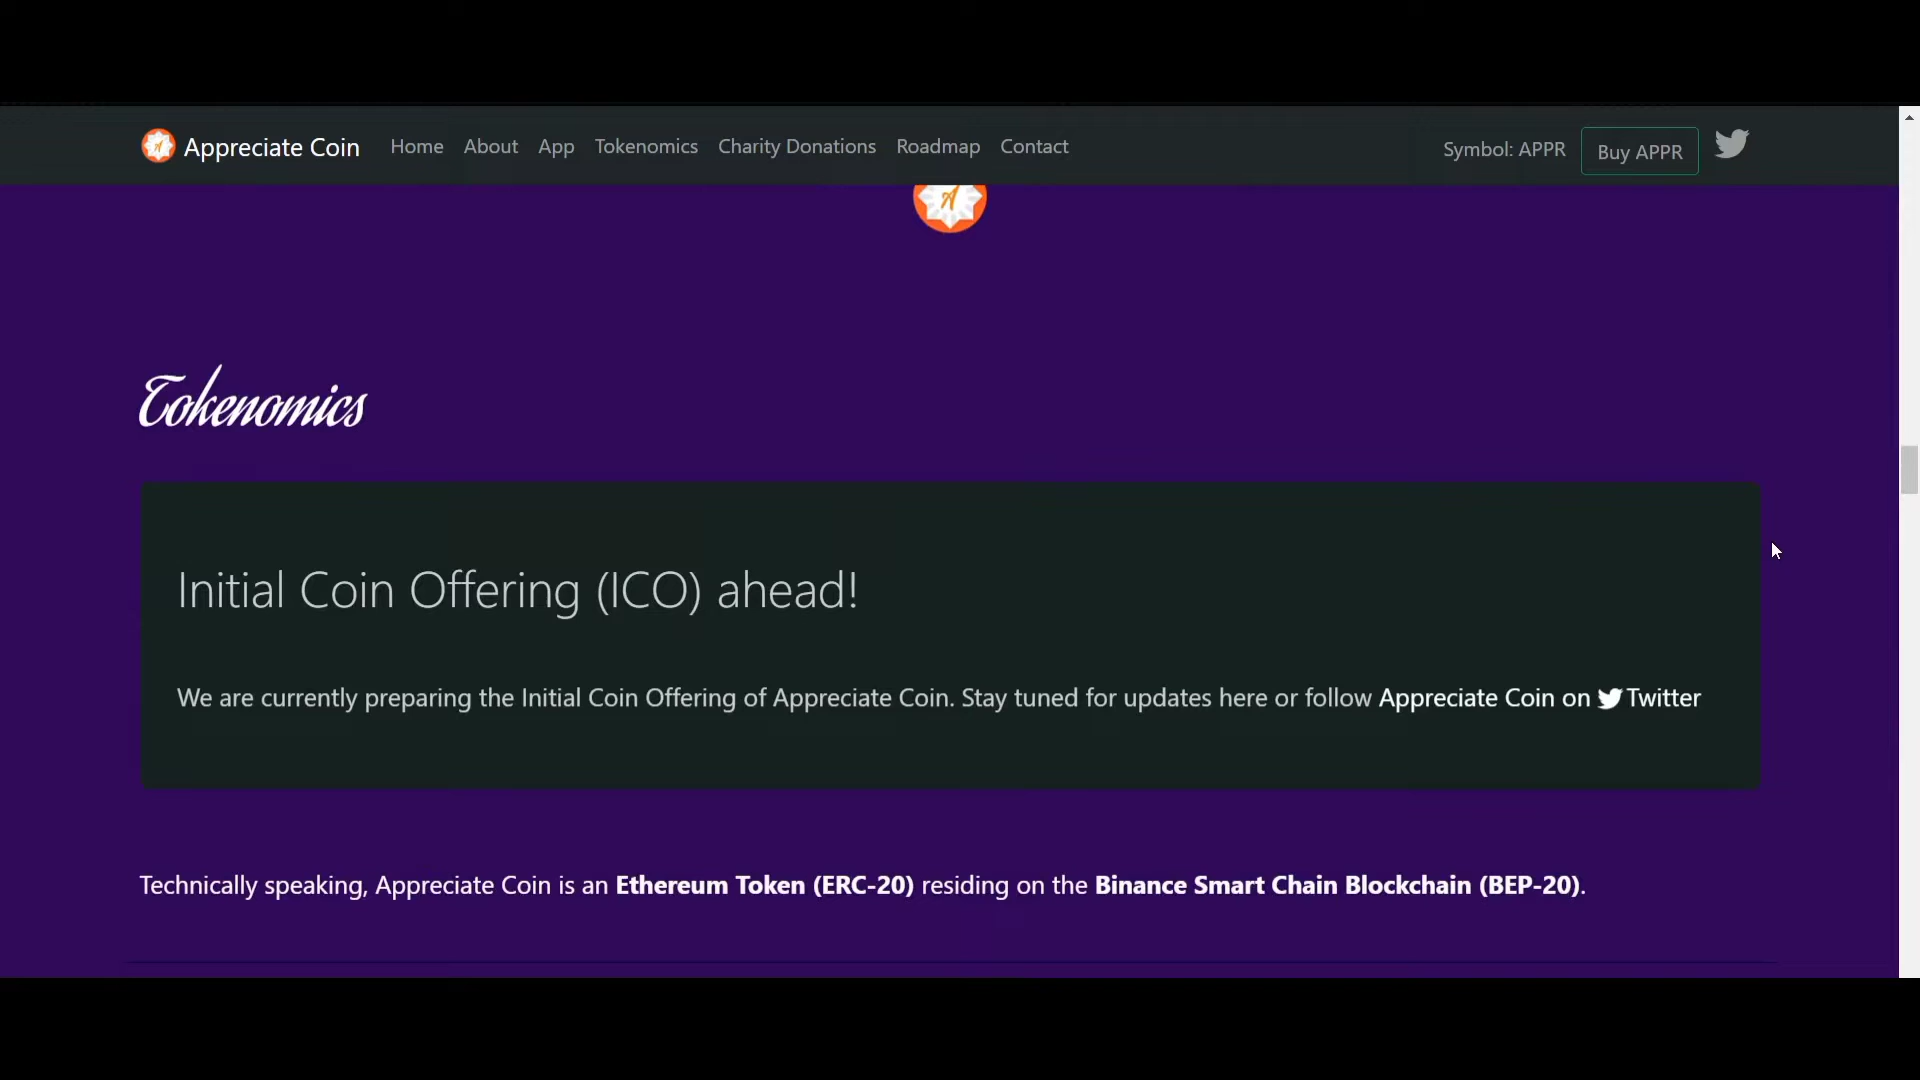 Appreciate Coin Home About App Tokenomics Charity Donations Roadmap Contact Symbol: APPR Buy APPR
A
Tokenomics
Initial Coin Offering (ICO) ahead!
We are currently preparing the Initial Coin Offering of Appreciate Coin. Stay tuned for updates here or follow Appreciate Coin on Twitter
Technically speaking, Appreciate Coin is an Ethereum Token (ERC-20) residing on the Binance Smart Chain Blockchain (BEP-20).